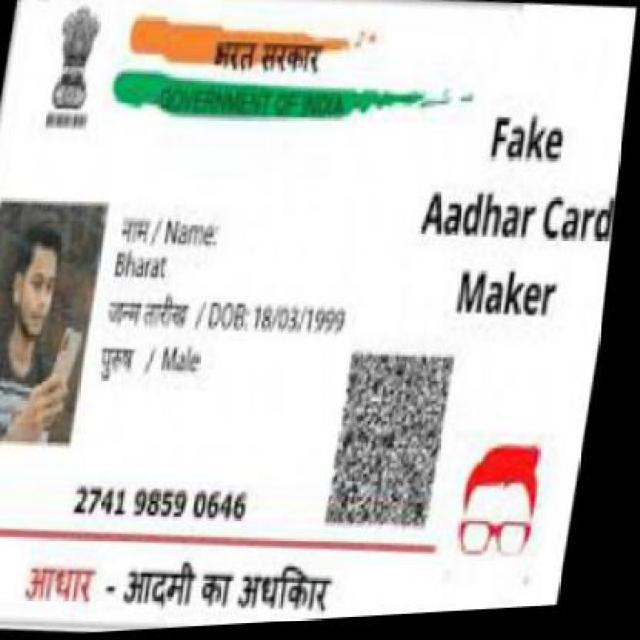 भरत सरकार
GOVERNMENT OF INDIA
Fake
Aadhar Card
Maker
नाम / Name:
Bharat
जन्म तारीख / DOB: 18/03/1999
पुरुष / Male
2741 9859 0646
आधार - आदमी का अधकिार